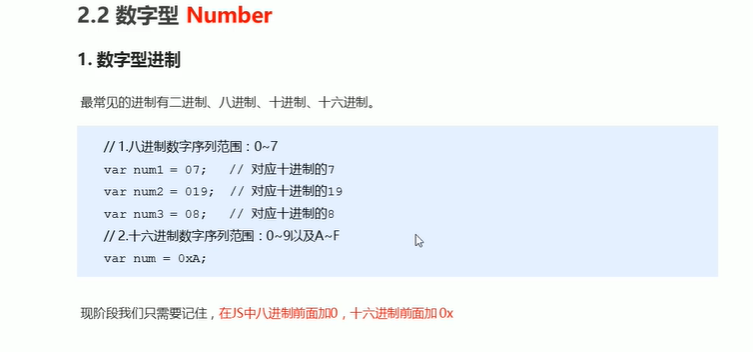 2.2 数字型 Number
1. 数字型进制
最常见的进制有二进制、八进制、十进制、十六进制。
// 1.八进制数字序列范围：0~7
var num1 = 07;   // 对应十进制的7
var num2 = 019;  // 对应十进制的19
var num3 = 08;   // 对应十进制的8
// 2.十六进制数字序列范围：0~9以及A~F
var num = 0xA;
现阶段我们只需要记住，在JS中八进制前面加0，十六进制前面加 0x